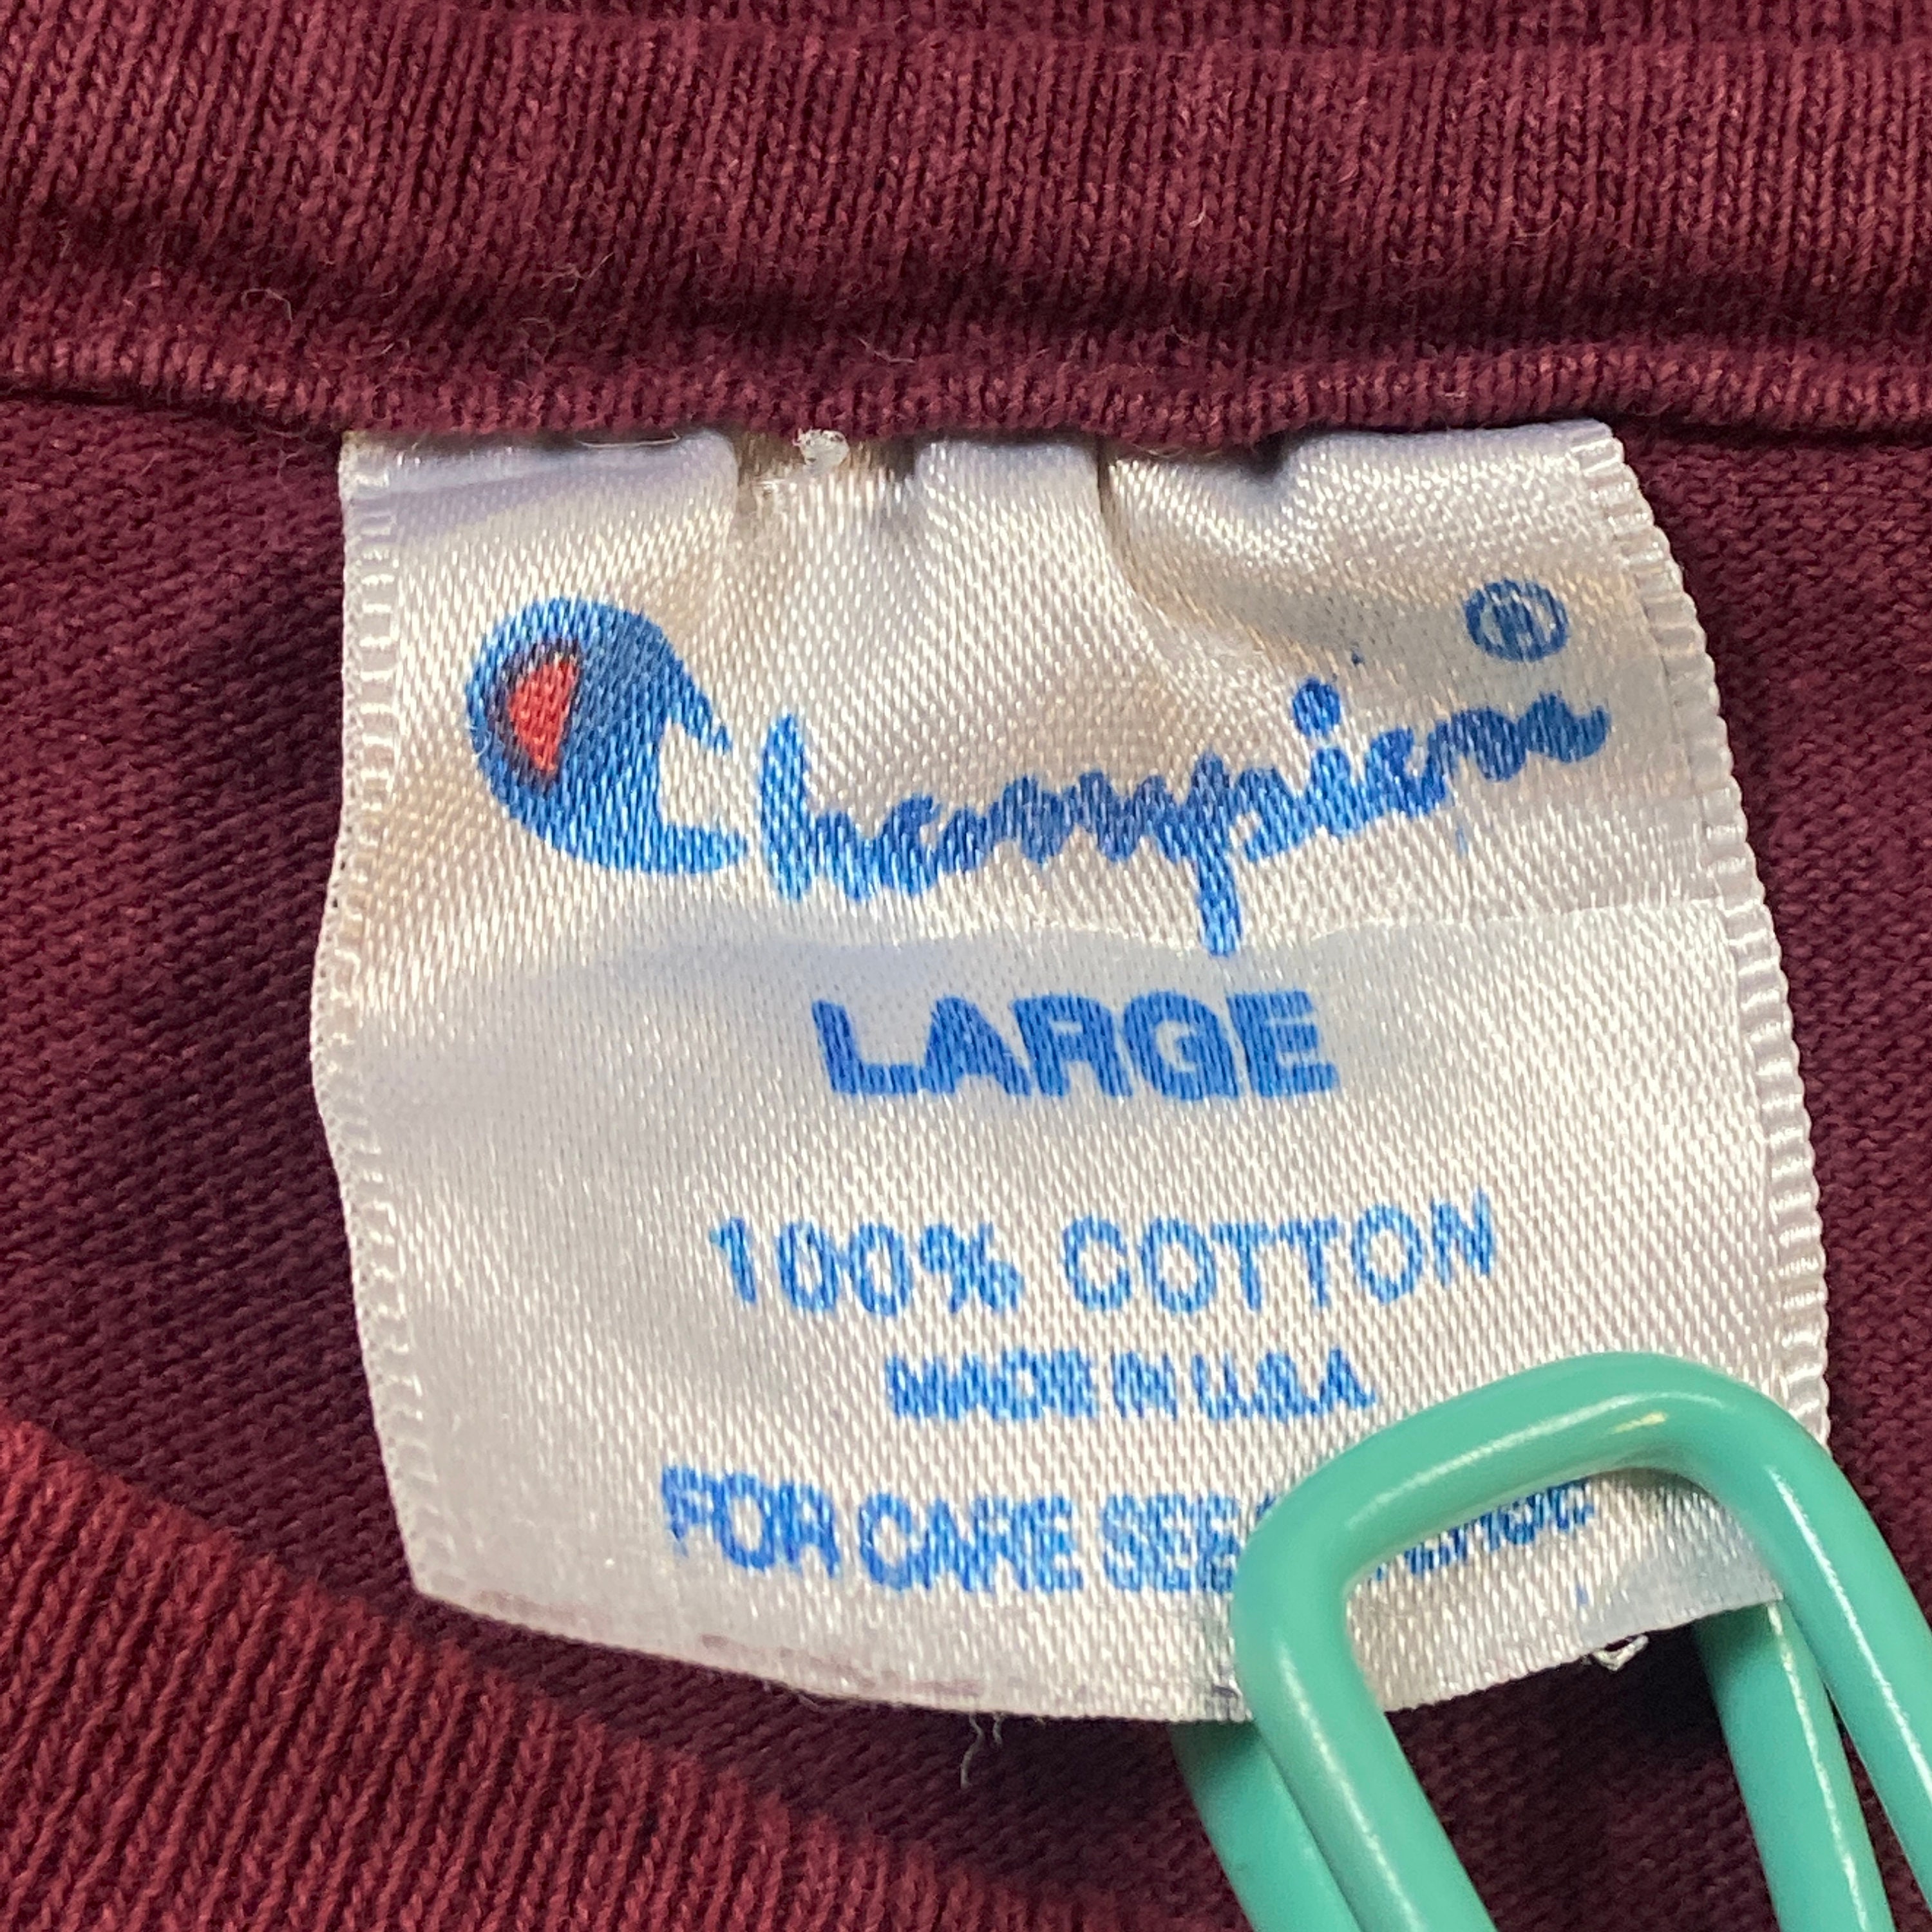 Champion®
LARGE
100% COTTON
MADE IN U.S.A
FOR CARE SEE